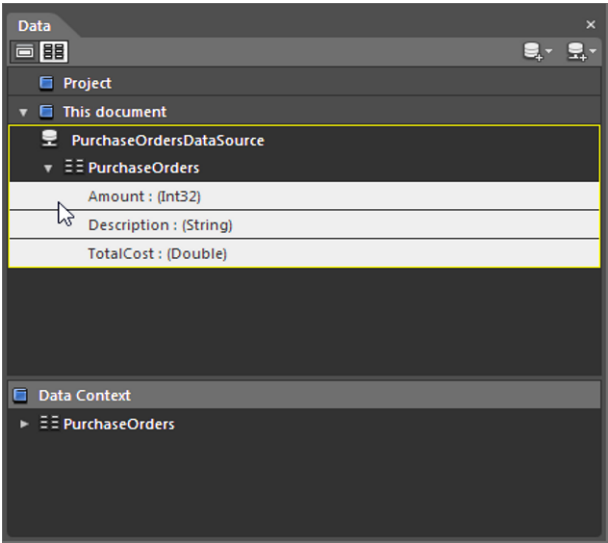 Data
Project
This document
PurchaseOrdersDataSource
PurchaseOrders
Amount : (Int32)
Description : (String)
TotalCost : (Double)
Data Context
PurchaseOrders